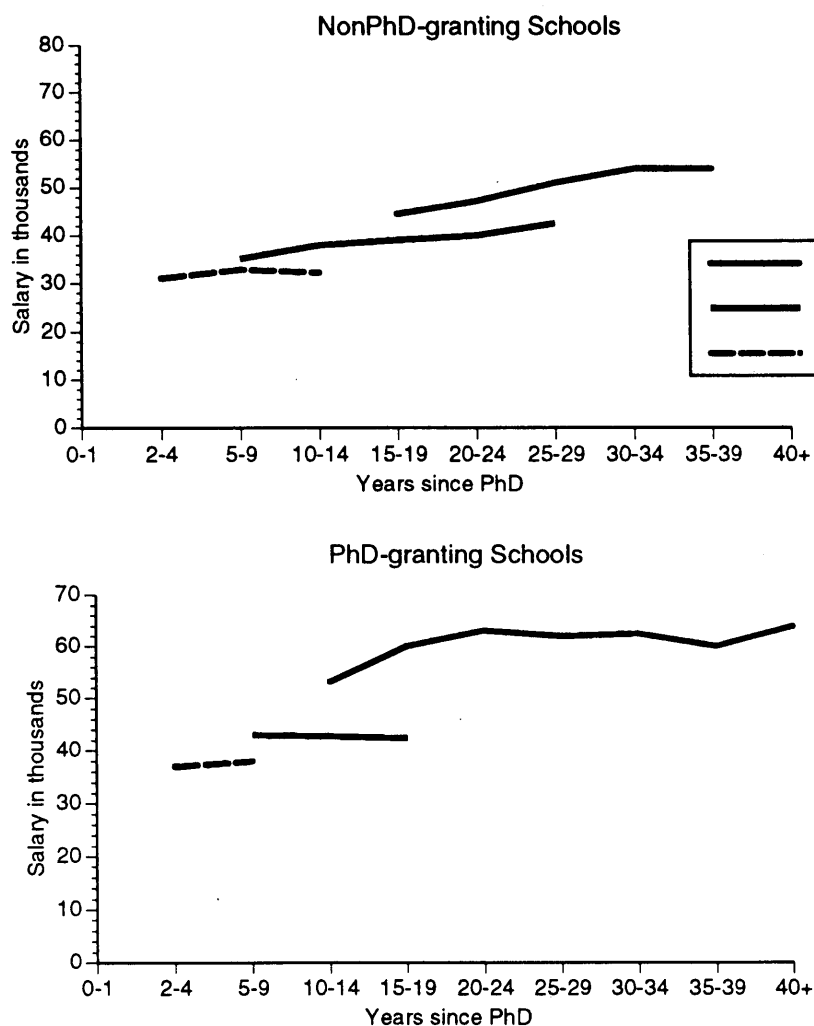 NonPhD-granting Schools
80
70
60
50
40
30
20
10
0
Salary in thousands
0-1 2-4 5-9 10-14 15-19 20-24 25-29 30-34 35-39 40+
Years since PhD
PhD-granting Schools
70
60
50
40
30
20
10
0
Salary in thousands
0-1 2-4 5-9 10-14 15-19 20-24 25-29 30-34 35-39 40+
Years since PhD